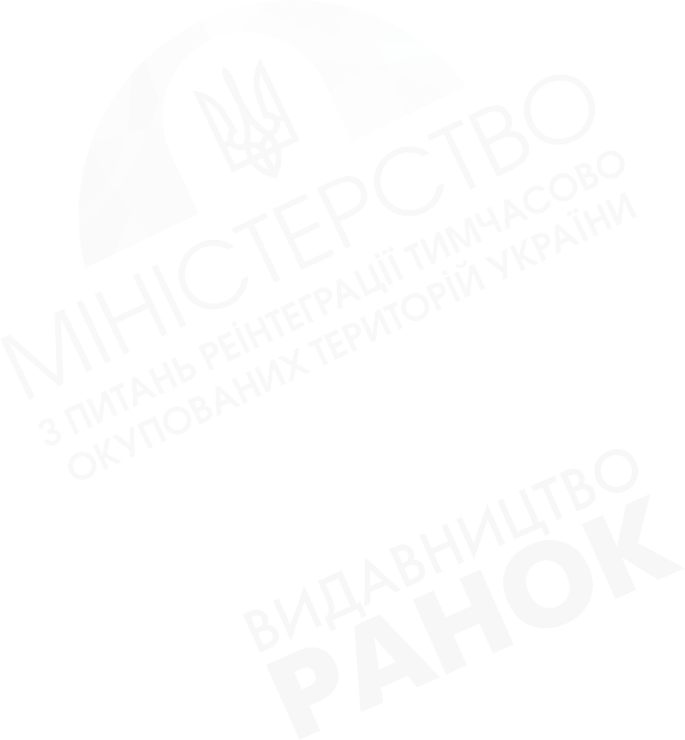 МІНІСТЕРСТВО
З ПИТАНЬ РЕІНТЕГРАЦІЇ ТИМЧАСОВО
ОКУПОВАНИХ ТЕРИТОРІЙ УКРАЇНИ
ВИДАВНИЦТВО
РАНОК